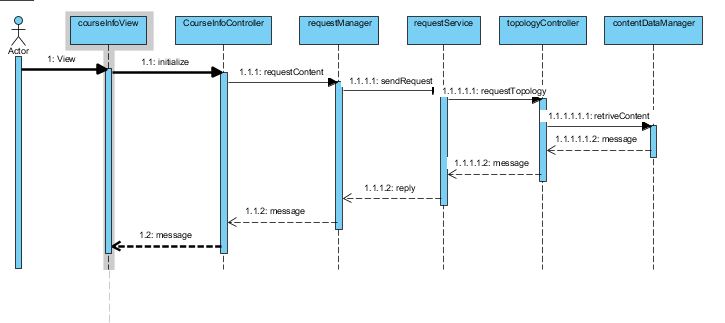 courseInfoView
CourseInfoController
requestManager
requestService
topologyController
contentDataManager
Actor
1: View
1.1: initialize
1.1.1: requestContent
1.1.1.1: sendRequest
1.1.1.1.1: requestTopology
1.1.1.1.1.1: retriveContent
1.1.1.1.1.2: message
1.1.1.1.2: message
1.1.1.2: reply
1.1.2: message
1.2: message